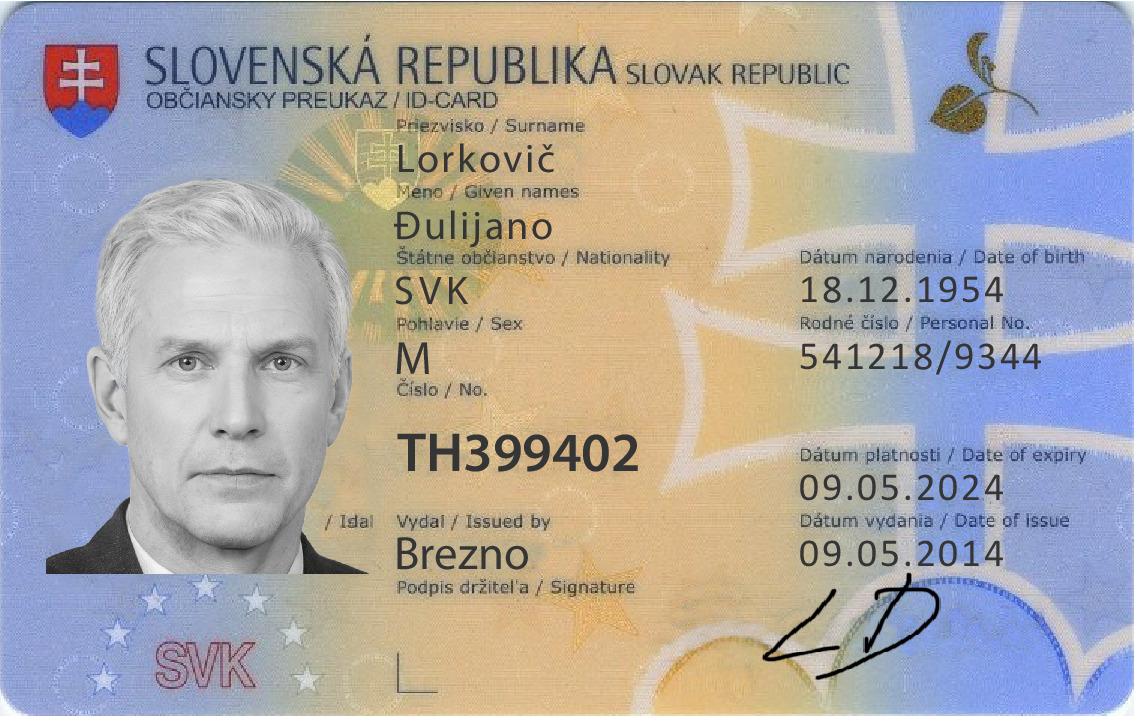 SLOVENSKÁ REPUBLIKA SLOVAK REPUBLIC
OBČIANSKY PREUKAZ / ID-CARD
Priezvisko / Surname
Lorkovič
Meno / Given names
Đulijano
Štátne občianstvo / Nationality
SVK
Dátum narodenia / Date of birth
18.12.1954
Pohlavie / Sex
M
Rodné číslo / Personal No.
541218/9344
Číslo / No.
TH399402
Dátum platnosti / Date of expiry
09.05.2024
/ Isdal Vydal / Issued by
Brezno
Dátum vydania / Date of issue
09.05.2014
Podpis držiteľa / Signature
LD
SVK